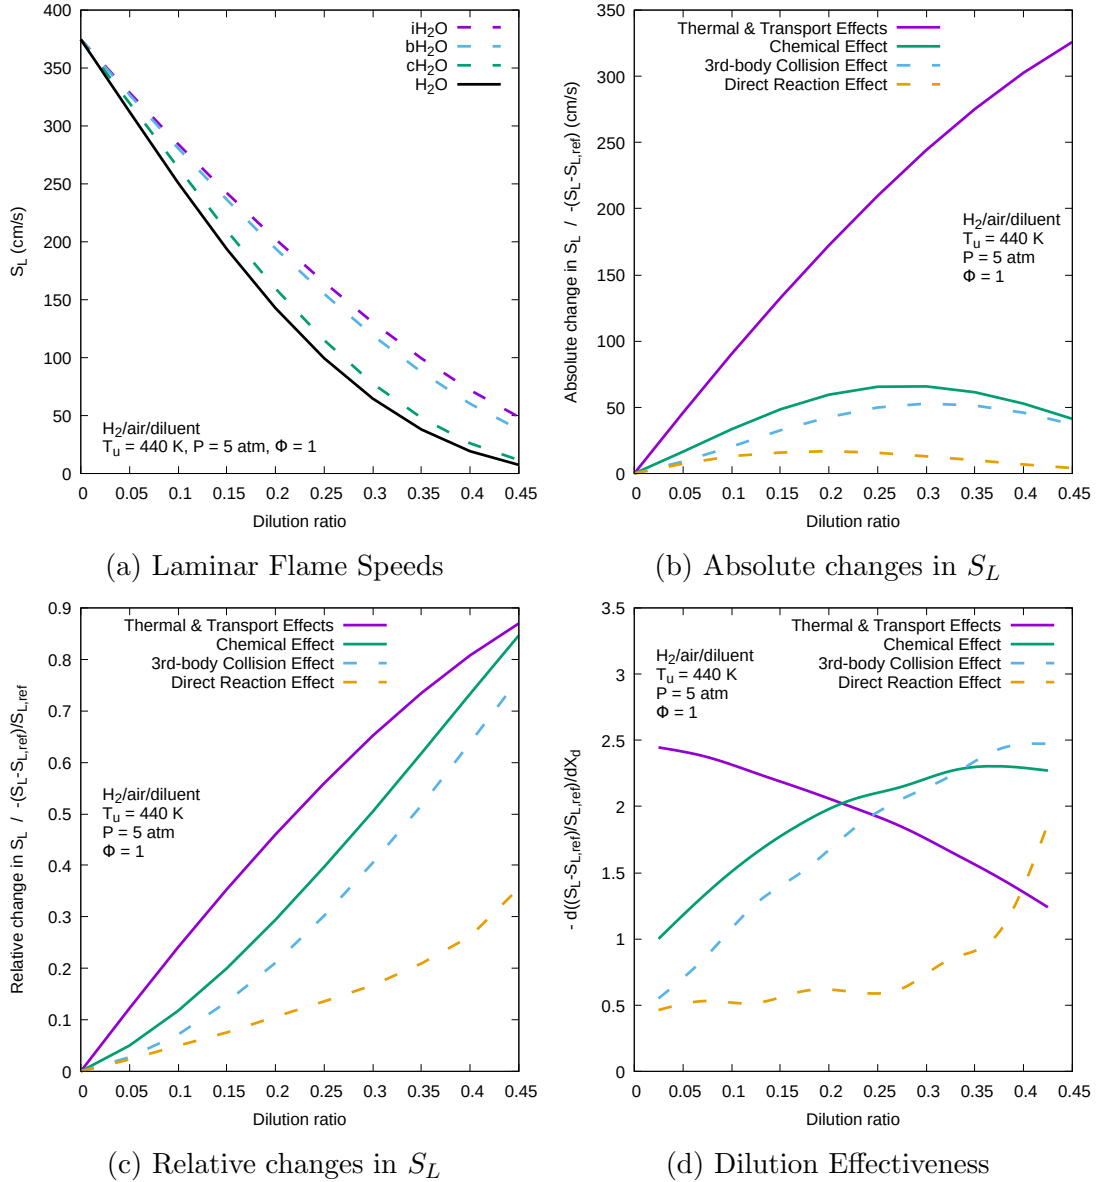 400
350
300
250
200
150
100
50
0
S_L (cm/s)
iH₂O
bH₂O
cH₂O
H₂O
H₂/air/diluent
T_u = 440 K, P = 5 atm, Φ = 1
0 0.05 0.1 0.15 0.2 0.25 0.3 0.35 0.4 0.45
Dilution ratio
(a) Laminar Flame Speeds
350
300
250
200
150
100
50
0
Absolute change in S_L / -(S_L-S_L,ref) (cm/s)
Thermal & Transport Effects
Chemical Effect
3rd-body Collision Effect
Direct Reaction Effect
H₂/air/diluent
T_u = 440 K
P = 5 atm
Φ = 1
0 0.05 0.1 0.15 0.2 0.25 0.3 0.35 0.4 0.45
Dilution ratio
(b) Absolute changes in S_L
0.9
0.8
0.7
0.6
0.5
0.4
0.3
0.2
0.1
0
Relative change in S_L / -(S_L-S_L,ref)/S_L,ref
Thermal & Transport Effects
Chemical Effect
3rd-body Collision Effect
Direct Reaction Effect
H₂/air/diluent
T_u = 440 K
P = 5 atm
Φ = 1
0 0.05 0.1 0.15 0.2 0.25 0.3 0.35 0.4 0.45
Dilution ratio
(c) Relative changes in S_L
3.5
3
2.5
2
1.5
1
0.5
0
- d((S_L-S_L,ref)/S_L,ref)/dX_d
Thermal & Transport Effects
Chemical Effect
3rd-body Collision Effect
Direct Reaction Effect
H₂/air/diluent
T_u = 440 K
P = 5 atm
Φ = 1
0 0.05 0.1 0.15 0.2 0.25 0.3 0.35 0.4 0.45
Dilution ratio
(d) Dilution Effectiveness